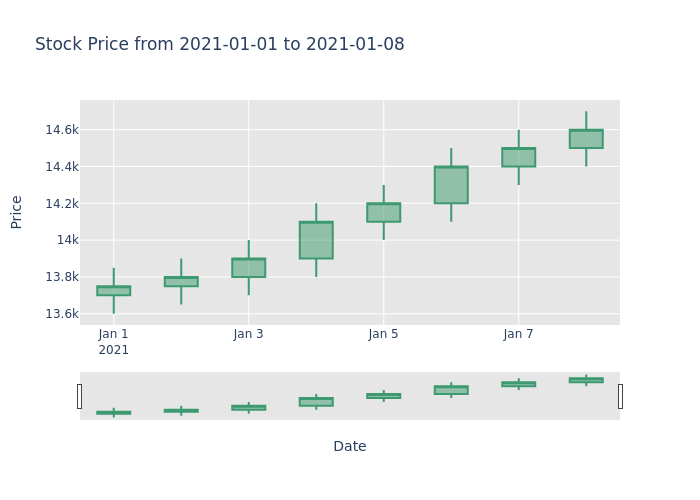 Stock Price from 2021-01-01 to 2021-01-08
Price
14.6k
14.4k
14.2k
14k
13.8k
13.6k
Jan 1
2021
Jan 3
Jan 5
Jan 7
Date